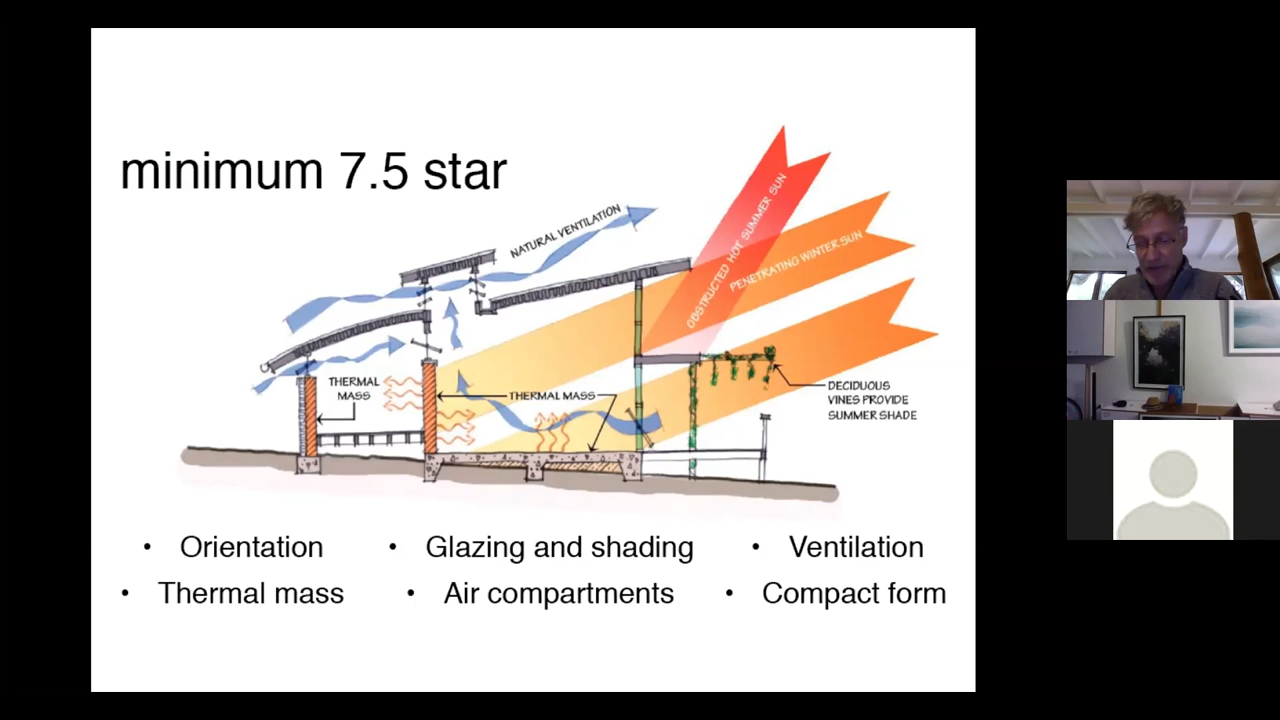 minimum 7.5 star
NATURAL VENTILATION
OBSTRUCTED HOT SUMMER SUN
PENETRATING WINTER SUN
THERMAL
MASS
THERMAL MASS
DECIDUOUS
VINES PROVIDE
SUMMER SHADE
• Orientation • Glazing and shading • Ventilation
• Thermal mass • Air compartments • Compact form